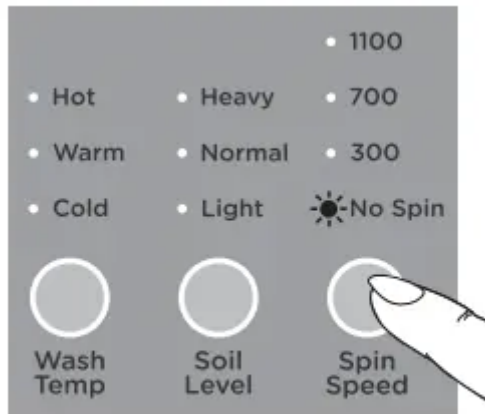 1100
Hot Heavy 700
Warm Normal 300
Cold Light No Spin
Wash Temp
Soil Level
Spin Speed